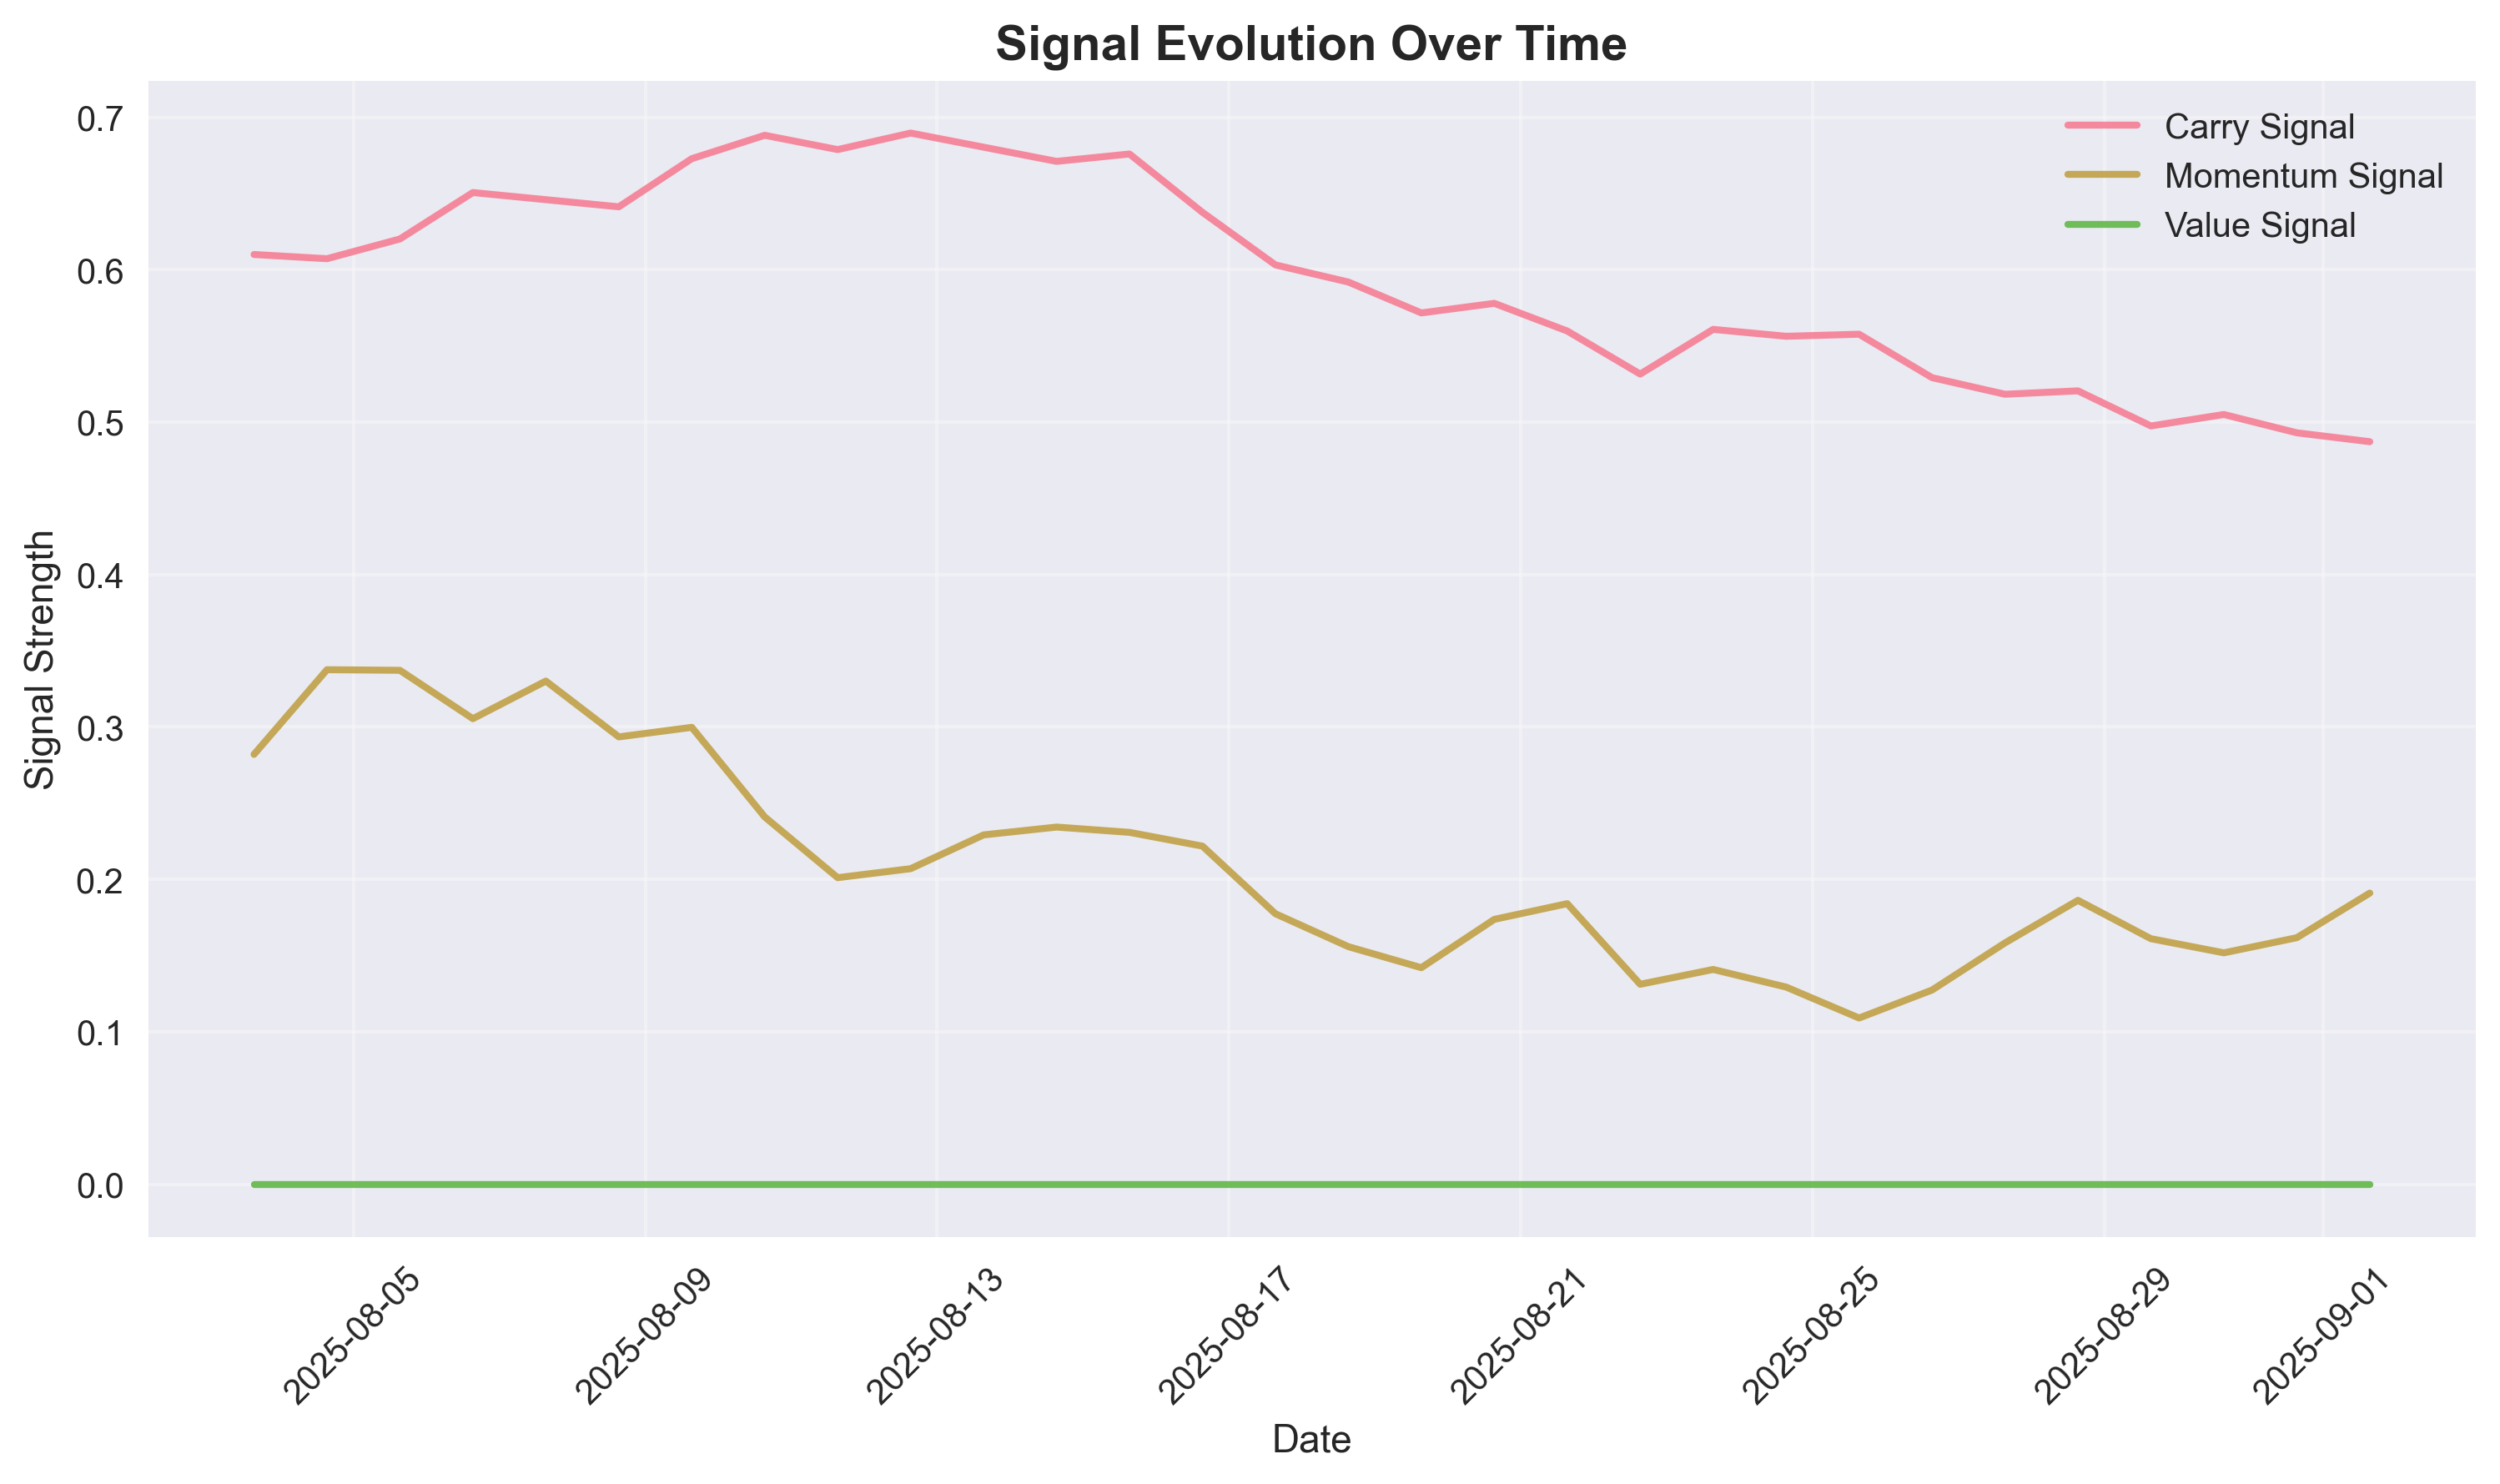 Signal Evolution Over Time
Carry Signal
Momentum Signal
Value Signal
Signal Strength
0.7
0.6
0.5
0.4
0.3
0.2
0.1
0.0
2025-08-05
2025-08-09
2025-08-13
2025-08-17
2025-08-21
2025-08-25
2025-08-29
2025-09-01
Date